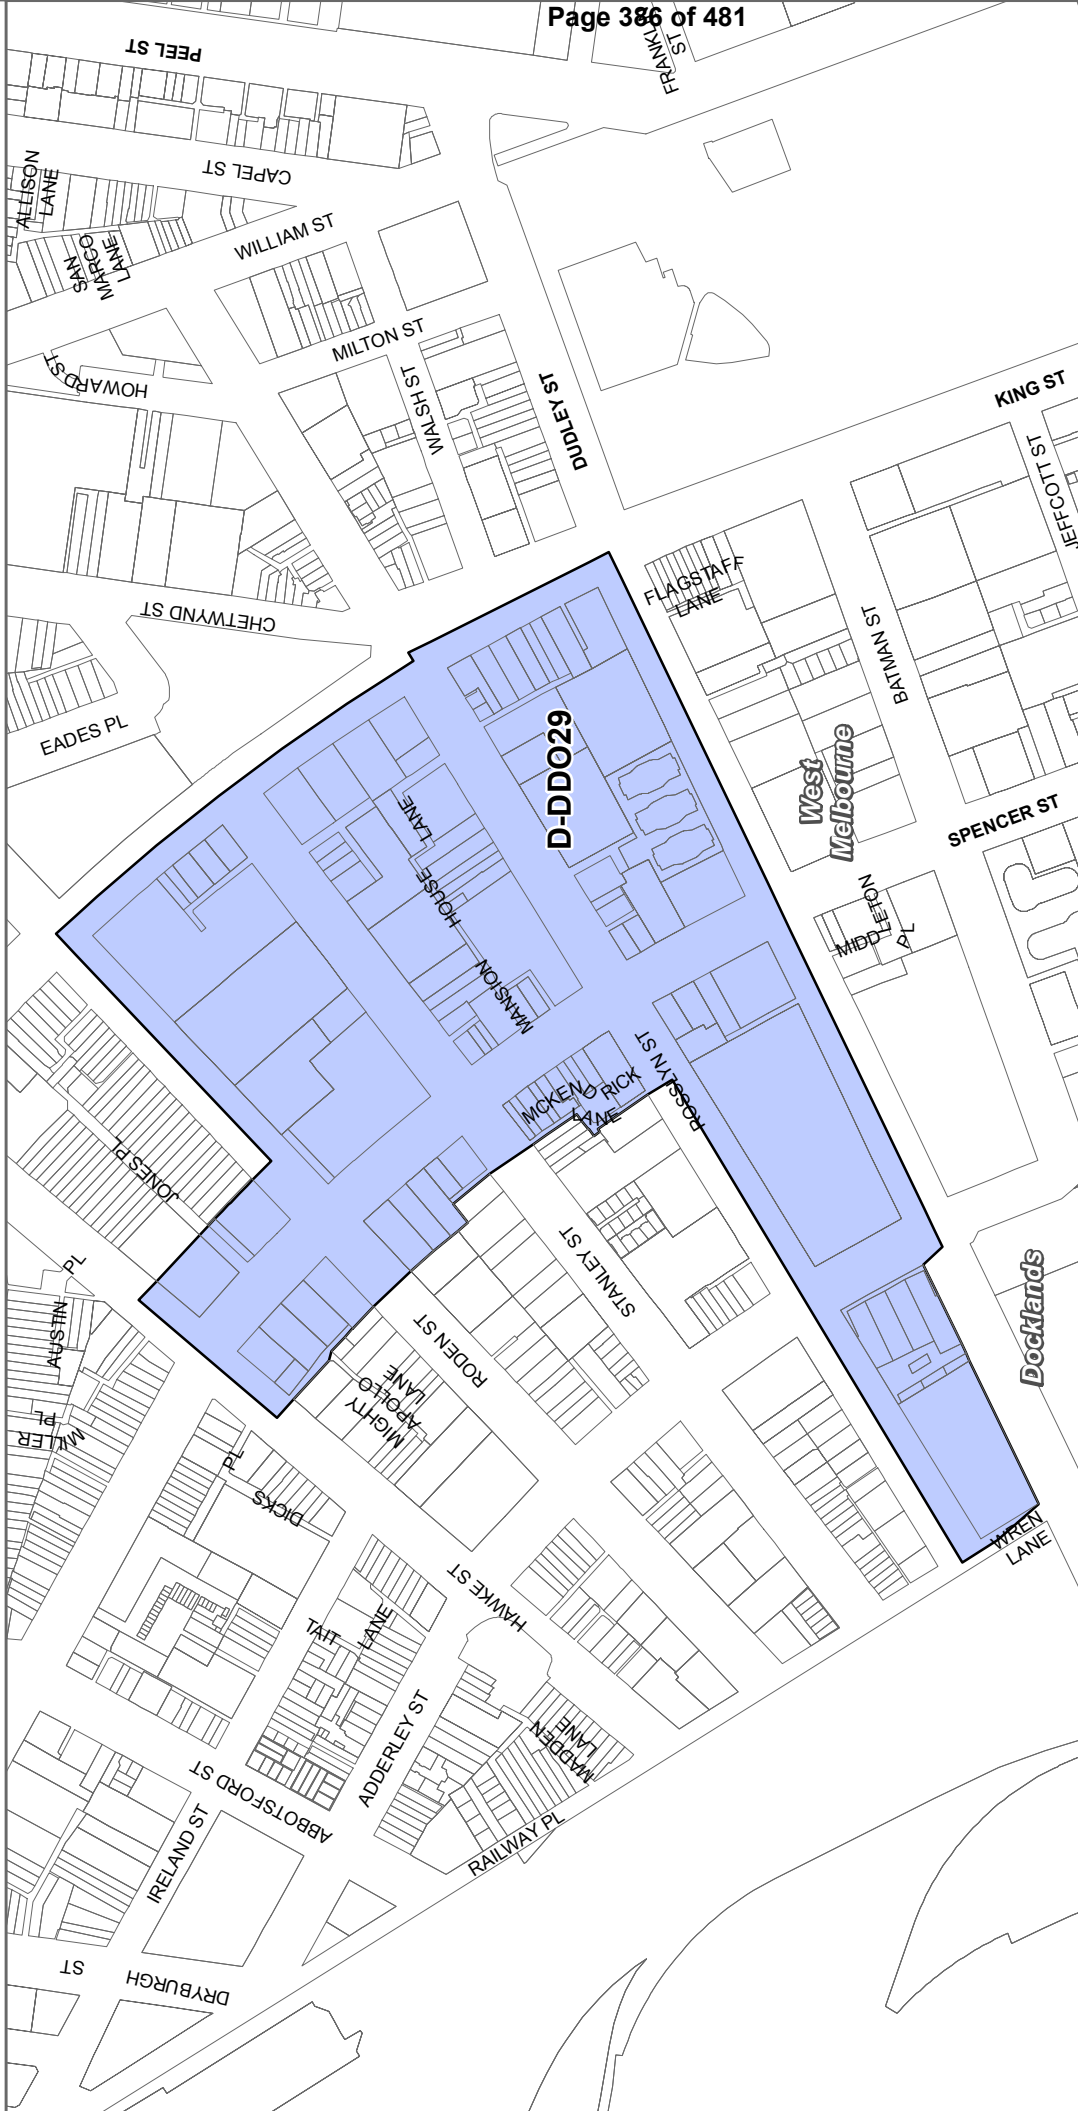 Page 386 of 481
PEEL ST
FRANKLIN
ST
CAPEL ST
ALLISON
LANE
SAN
MARCO
LANE
WILLIAM ST
MILTON ST
HOWARD ST
WALSH ST
DUDLEY ST
KING ST
JEFFCOTT ST
FLAGSTAFF
LANE
CHETWYND ST
BATMAN ST
EADES PL
D-DDO29
West
Melbourne
SPENCER ST
MANSION
HOUSE
LANE
MIDD
LETON
PL
ROSSLYN ST
MCKEND
RICK
LANE
JONES PL
STANLEY ST
Docklands
AUSTIN
PL
RODEN ST
MIGHTY
APOLLO
LANE
MILLER
PL
DICKS
PL
WREN
LANE
HAWKE ST
TAIT
LANE
ADDERLEY ST
MADDEN
LANE
ABBOTSFORD ST
IRELAND ST
RAILWAY PL
DRYBURGH
ST